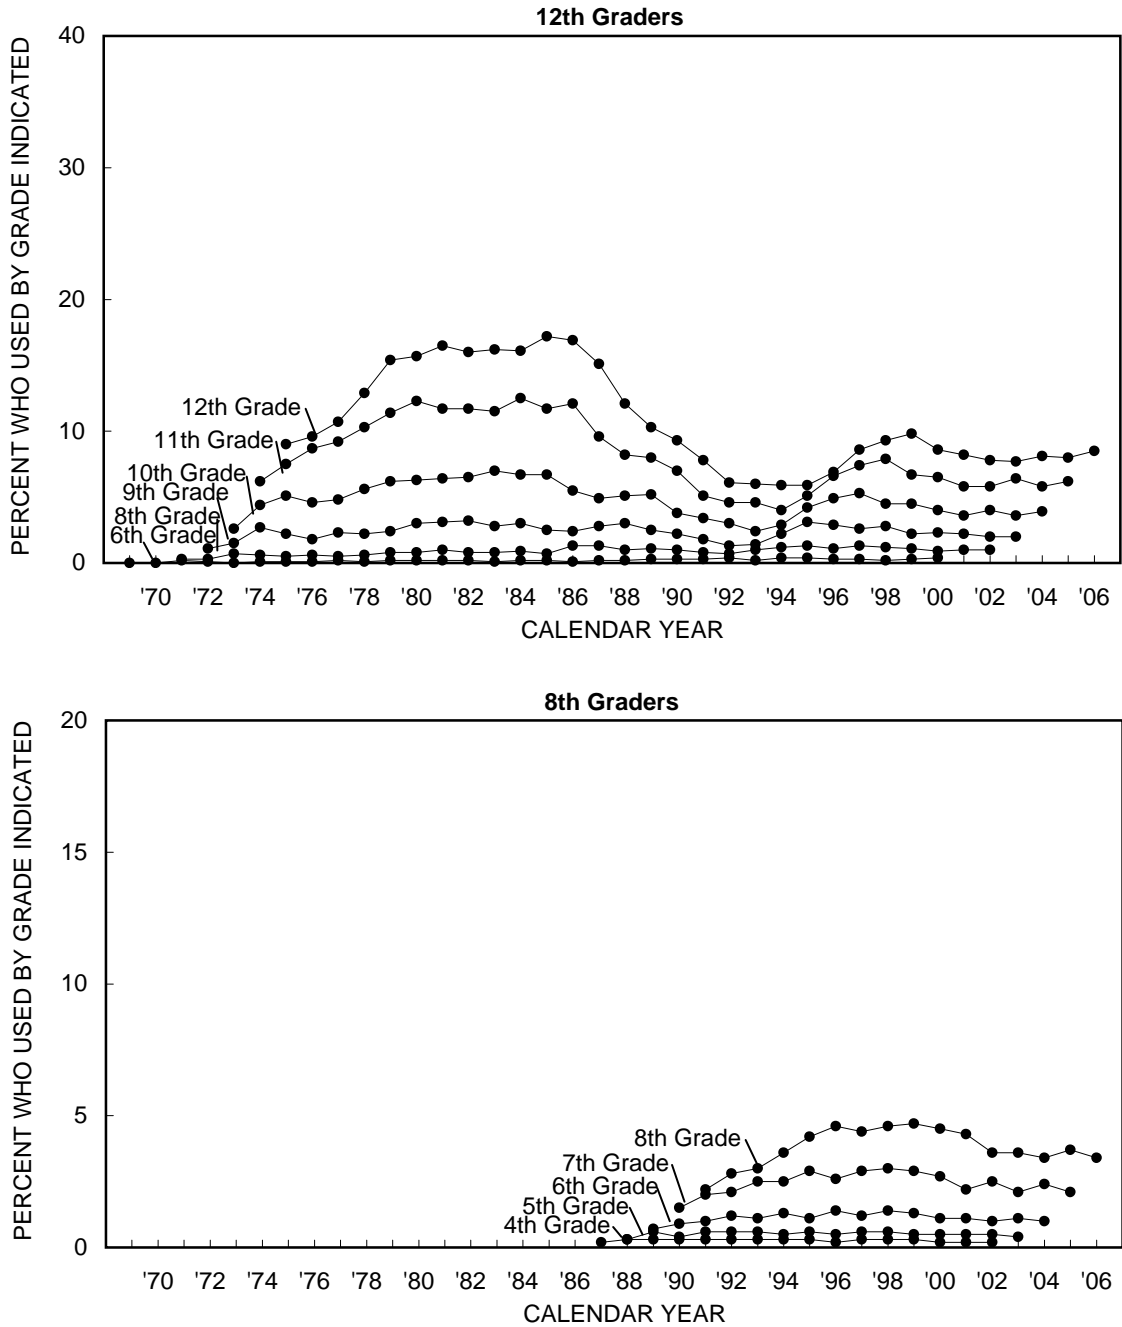 12th Graders
PERCENT WHO USED BY GRADE INDICATED
40
30
20
10
0
12th Grade
11th Grade
10th Grade
9th Grade
8th Grade
6th Grade
'70 '72 '74 '76 '78 '80 '82 '84 '86 '88 '90 '92 '94 '96 '98 '00 '02 '04 '06
CALENDAR YEAR
8th Graders
PERCENT WHO USED BY GRADE INDICATED
20
15
10
5
0
8th Grade
7th Grade
6th Grade
5th Grade
4th Grade
'70 '72 '74 '76 '78 '80 '82 '84 '86 '88 '90 '92 '94 '96 '98 '00 '02 '04 '06
CALENDAR YEAR